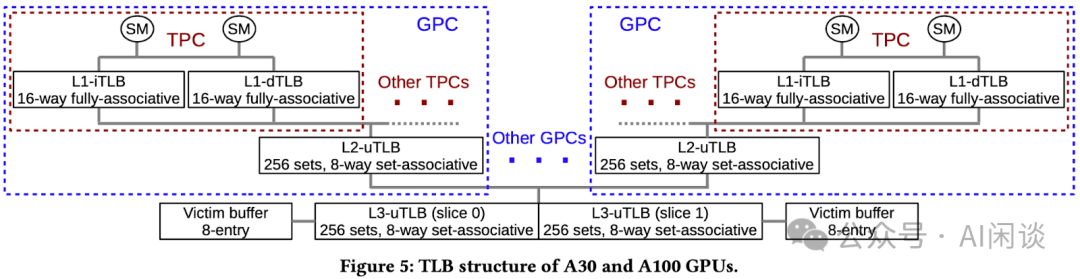 GPC
GPC
SM
SM
TPC
SM
SM
TPC
L1-iTLB
16-way fully-associative
L1-dTLB
16-way fully-associative
Other TPCs
Other TPCs
L1-iTLB
16-way fully-associative
L1-dTLB
16-way fully-associative
Other GPCs
L2-uTLB
256 sets, 8-way set-associative
L2-uTLB
256 sets, 8-way set-associative
Victim buffer
8-entry
L3-uTLB (slice 0)
256 sets, 8-way set-associative
L3-uTLB (slice 1)
256 sets, 8-way set-associative
Victim buffer
8-entry
公众号 · AI闲谈
Figure 5: TLB structure of A30 and A100 GPUs.